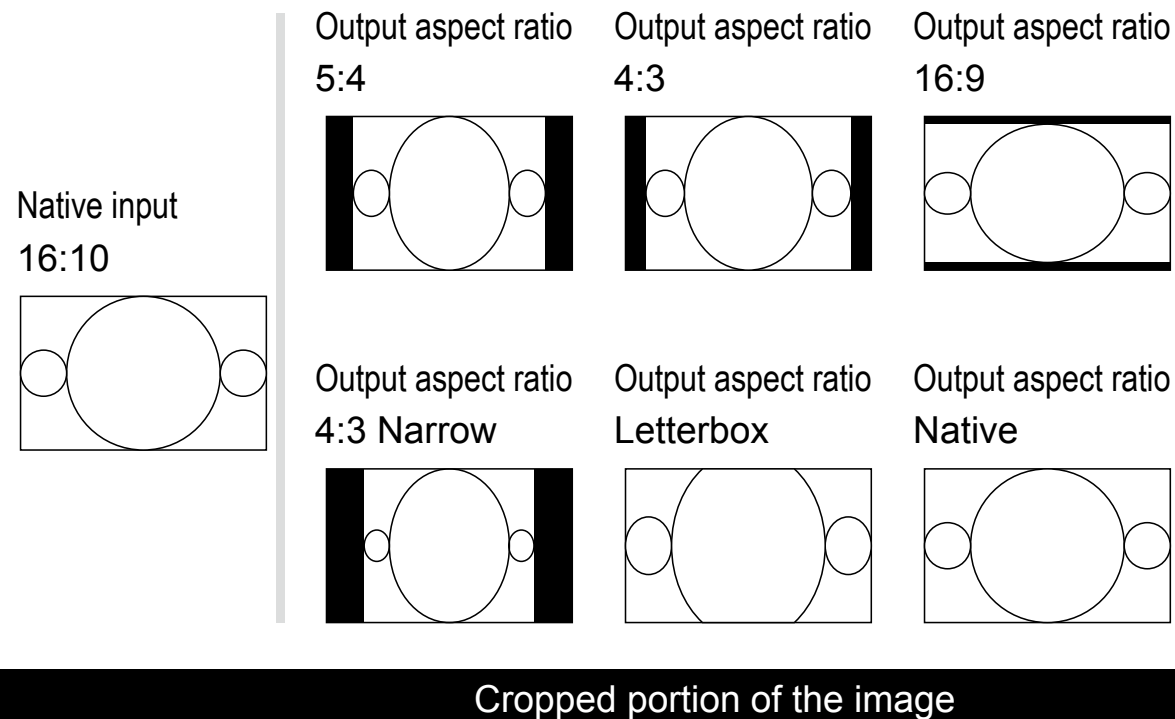 Native input
16:10
Output aspect ratio
5:4
Output aspect ratio
4:3
Output aspect ratio
16:9
Output aspect ratio
4:3 Narrow
Output aspect ratio
Letterbox
Output aspect ratio
Native
Cropped portion of the image